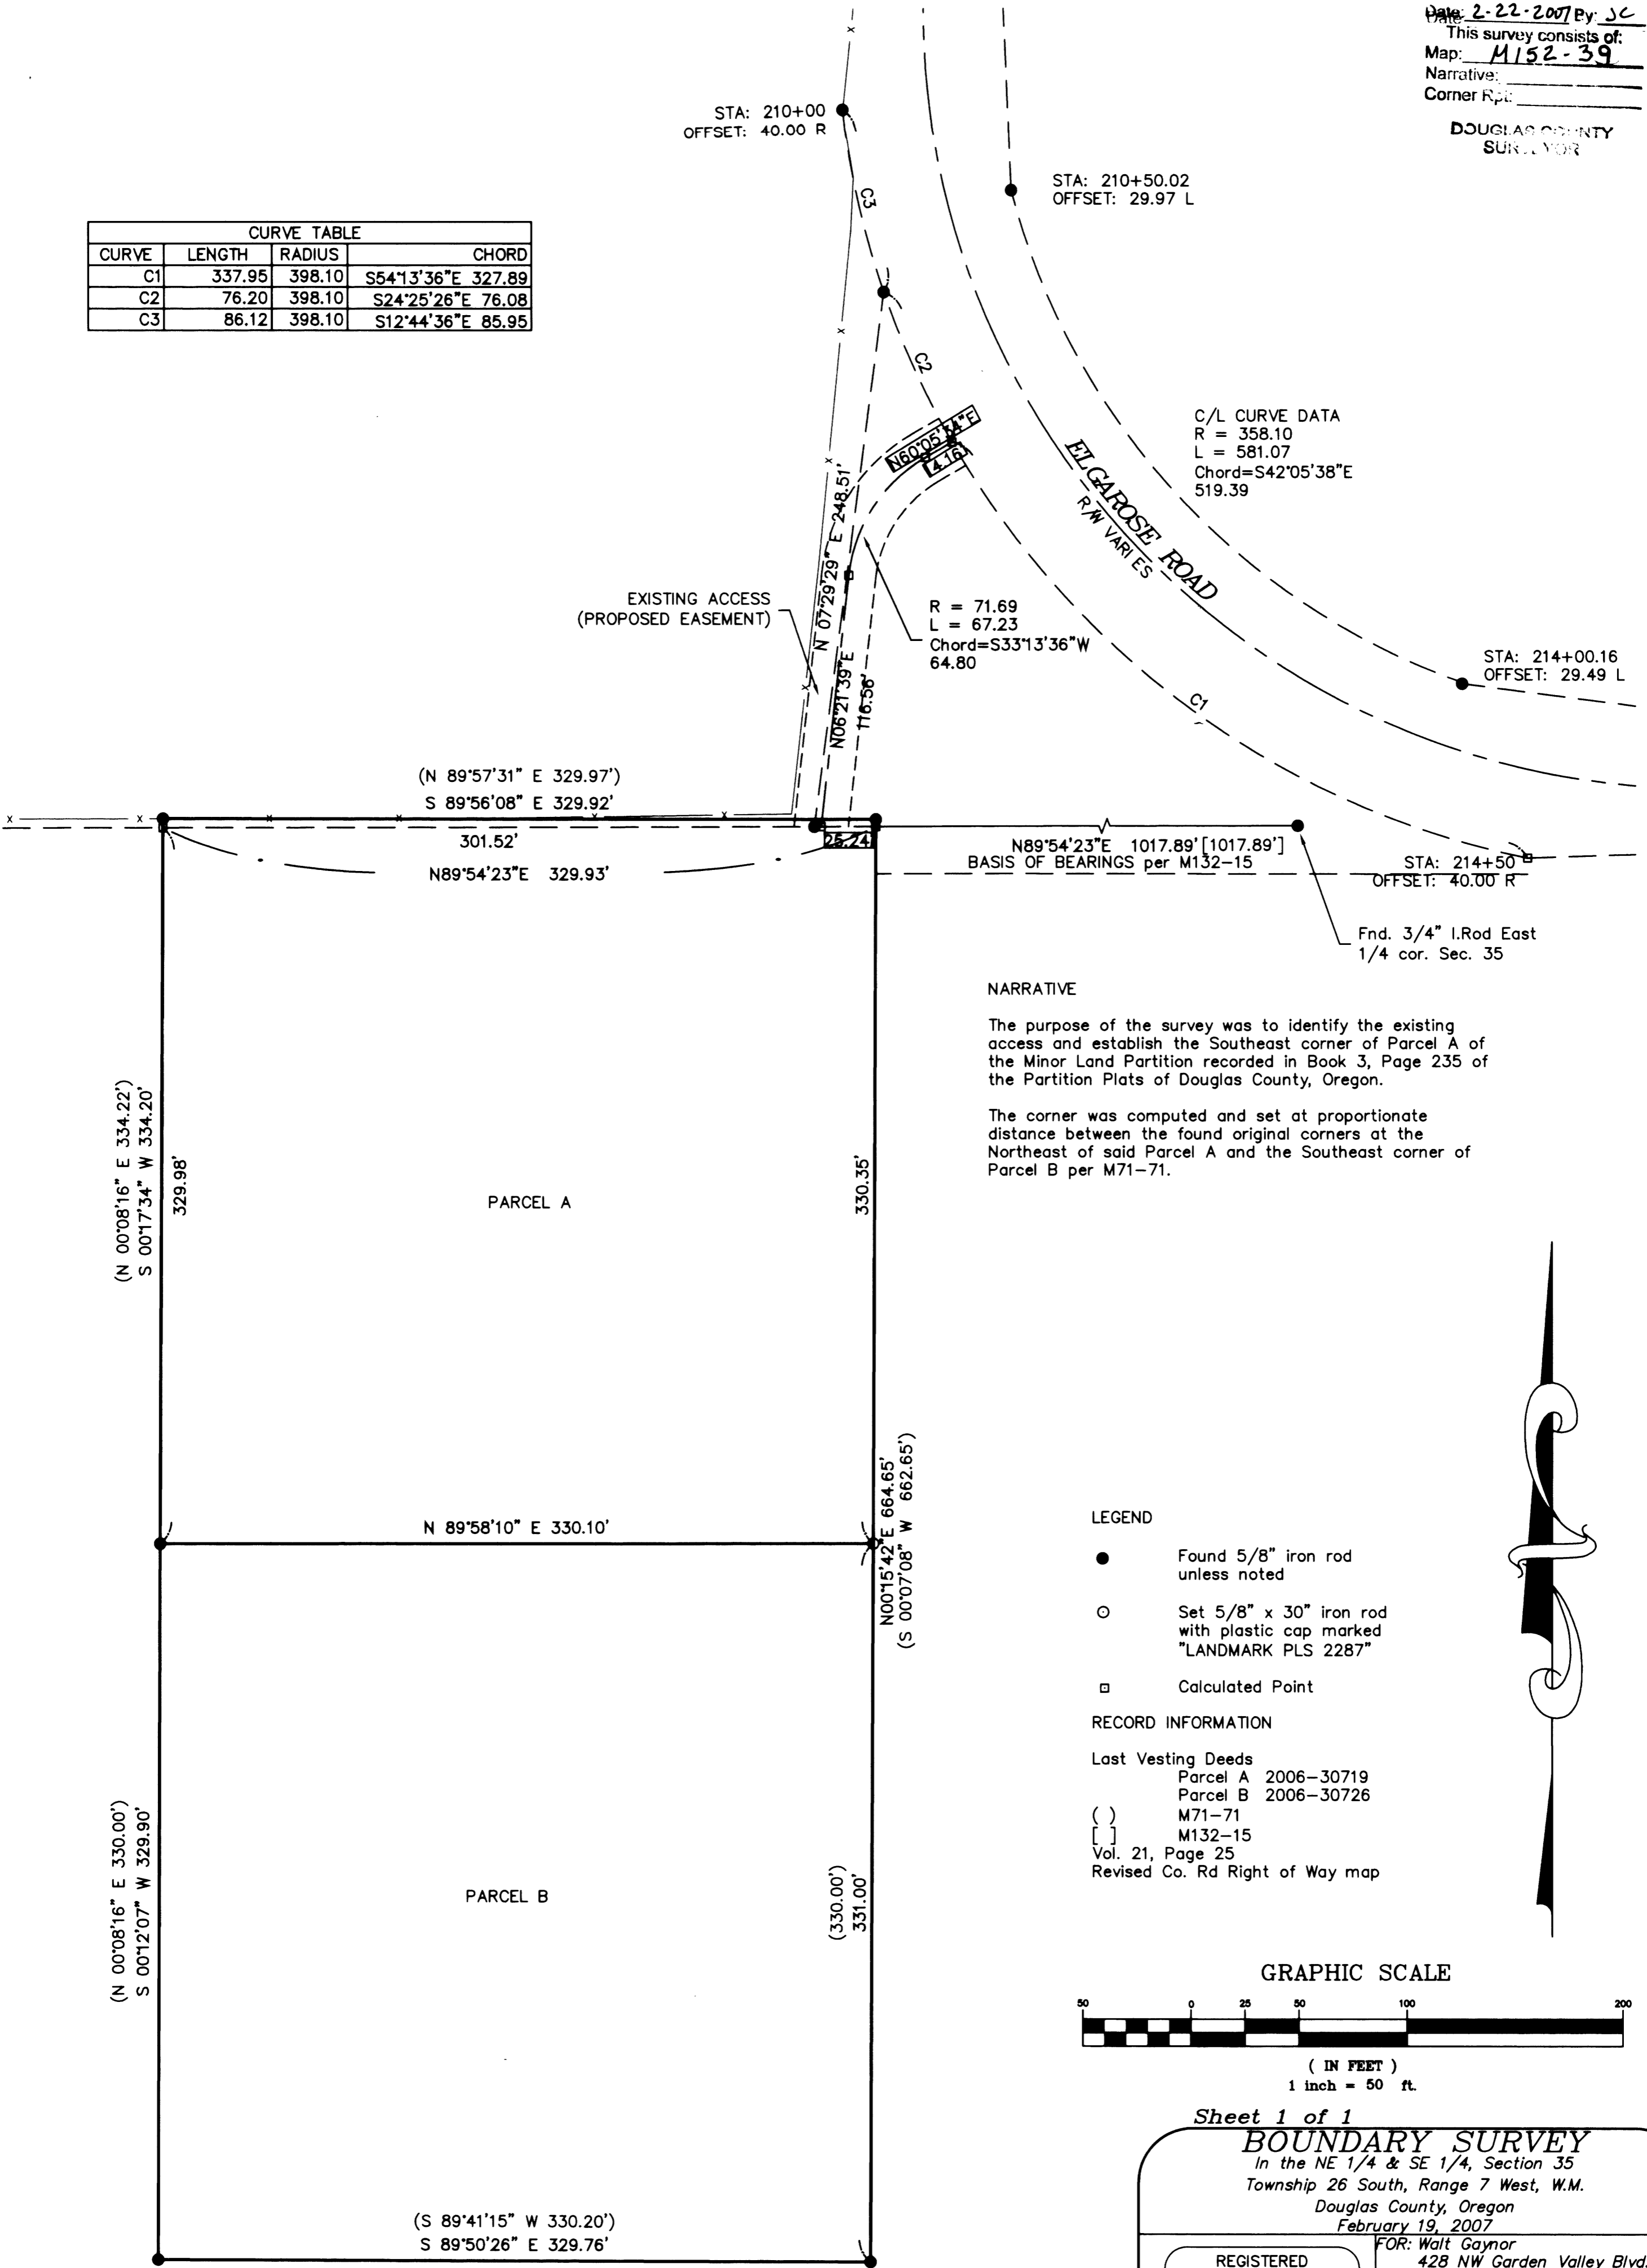 Date: 2-22-2007 By: JC
This survey consists of:
Map: M152-39
Narrative:
Corner Rpt:
DOUGLAS COUNTY
SURVEYOR
STA: 210+00
OFFSET: 40.00 R
STA: 210+50.02
OFFSET: 29.97 L
C3
CURVE TABLE
CURVE LENGTH RADIUS CHORD
C1 337.95 398.10 S54°13'36"E 327.89
C2 76.20 398.10 S24°25'26"E 76.08
C3 86.12 398.10 S12°44'36"E 85.95
C2
C/L CURVE DATA
R = 358.10
L = 581.07
Chord=S42°05'38"E
519.39
N60°05'34"E
14.16
ELGAROSE ROAD
R/W VARIES
N 07°29'29" E 248.51'
EXISTING ACCESS
(PROPOSED EASEMENT)
R = 71.69
L = 67.23
Chord=S33°13'36"W
64.80
N06°21'39"E
116.56'
C1
STA: 214+00.16
OFFSET: 29.49 L
(N 89°57'31" E 329.97')
S 89°56'08" E 329.92'
301.52'
25.24
N89°54'23"E 329.93'
N89°54'23"E 1017.89' [1017.89']
BASIS OF BEARINGS per M132-15
STA: 214+50
OFFSET: 40.00 R
Fnd. 3/4" I.Rod East
1/4 cor. Sec. 35
NARRATIVE
The purpose of the survey was to identify the existing
access and establish the Southeast corner of Parcel A of
the Minor Land Partition recorded in Book 3, Page 235 of
the Partition Plats of Douglas County, Oregon.
The corner was computed and set at proportionate
distance between the found original corners at the
Northeast of said Parcel A and the Southeast corner of
Parcel B per M71-71.
(N 00°08'16" E 334.22')
S 00°17'34" W 334.20'
329.98'
PARCEL A
330.35'
N 89°58'10" E 330.10'
N00°15'42"E 664.65'
(S 00°07'08" W 662.65')
LEGEND
Found 5/8" iron rod
unless noted
Set 5/8" x 30" iron rod
with plastic cap marked
"LANDMARK PLS 2287"
Calculated Point
RECORD INFORMATION
Last Vesting Deeds
Parcel A 2006-30719
Parcel B 2006-30726
( ) M71-71
[ ] M132-15
Vol. 21, Page 25
Revised Co. Rd Right of Way map
(N 00°08'16" E 330.00')
S 00°12'07" W 329.90'
PARCEL B
(330.00')
331.00'
GRAPHIC SCALE
50 0 25 50 100 200
( IN FEET )
1 inch = 50 ft.
(S 89°41'15" W 330.20')
S 89°50'26" E 329.76'
Sheet 1 of 1
BOUNDARY SURVEY
In the NE 1/4 & SE 1/4, Section 35
Township 26 South, Range 7 West, W.M.
Douglas County, Oregon
February 19, 2007
REGISTERED
FOR: Walt Gaynor
428 NW Garden Valley Blvd.